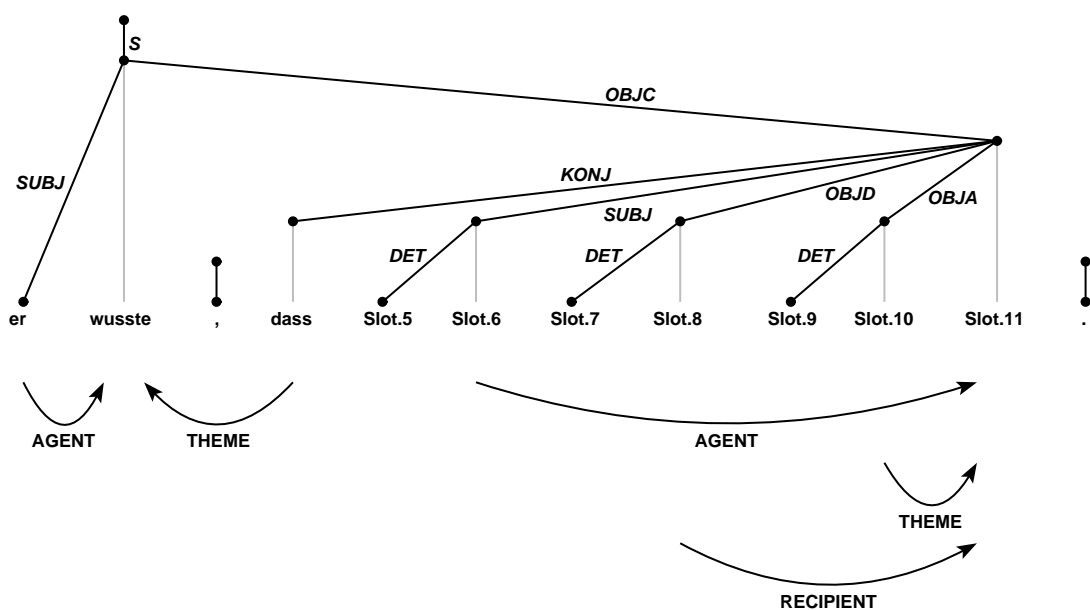 S
OBJC
SUBJ
KONJ
OBJD
OBJA
SUBJ
DET
DET
DET
er wusste , dass Slot.5 Slot.6 Slot.7 Slot.8 Slot.9 Slot.10 Slot.11 .
AGENT
THEME
AGENT
THEME
RECIPIENT